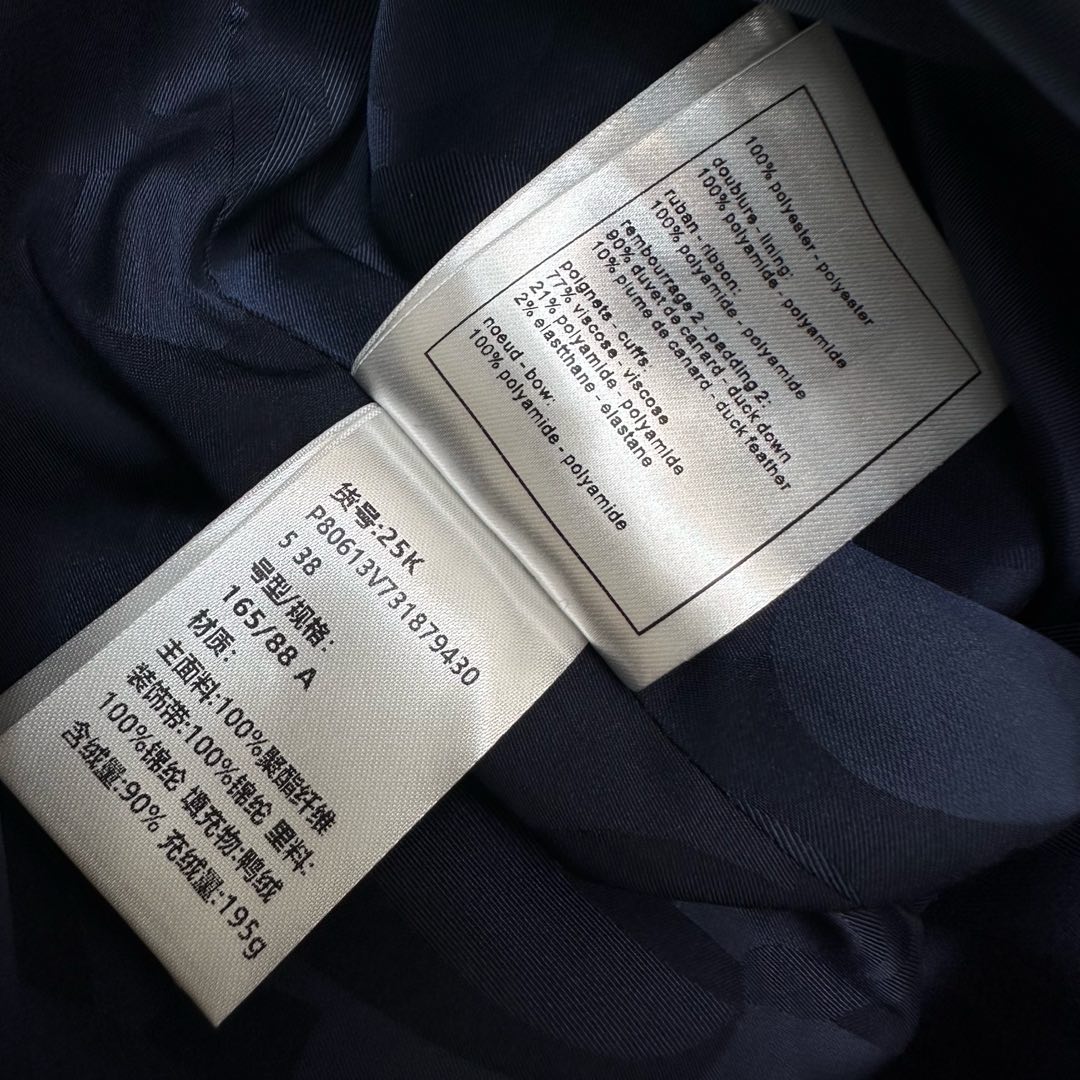 100% polyester - polyester
doublure - lining:
100% polyamide - polyamide
ruban - ribbon:
100% polyamide - polyamide
rembourrage 2 - padding 2:
90% duvet de canard - duck down
10% plume de canard - duck feather
poignets - cuffs:
77% viscose - viscose
21% polyamide - polyamide
2% elastthane - elastane
noeud - bow:
100% polyamide - polyamide
货号:25K
P80613V731879430
5 38
号型/规格:
165/88 A
材质:
主面料:100%聚酯纤维
装饰带:100%锦纶 里料:
100%锦纶 填充物:鸭绒
含绒量:90% 充绒量:195g